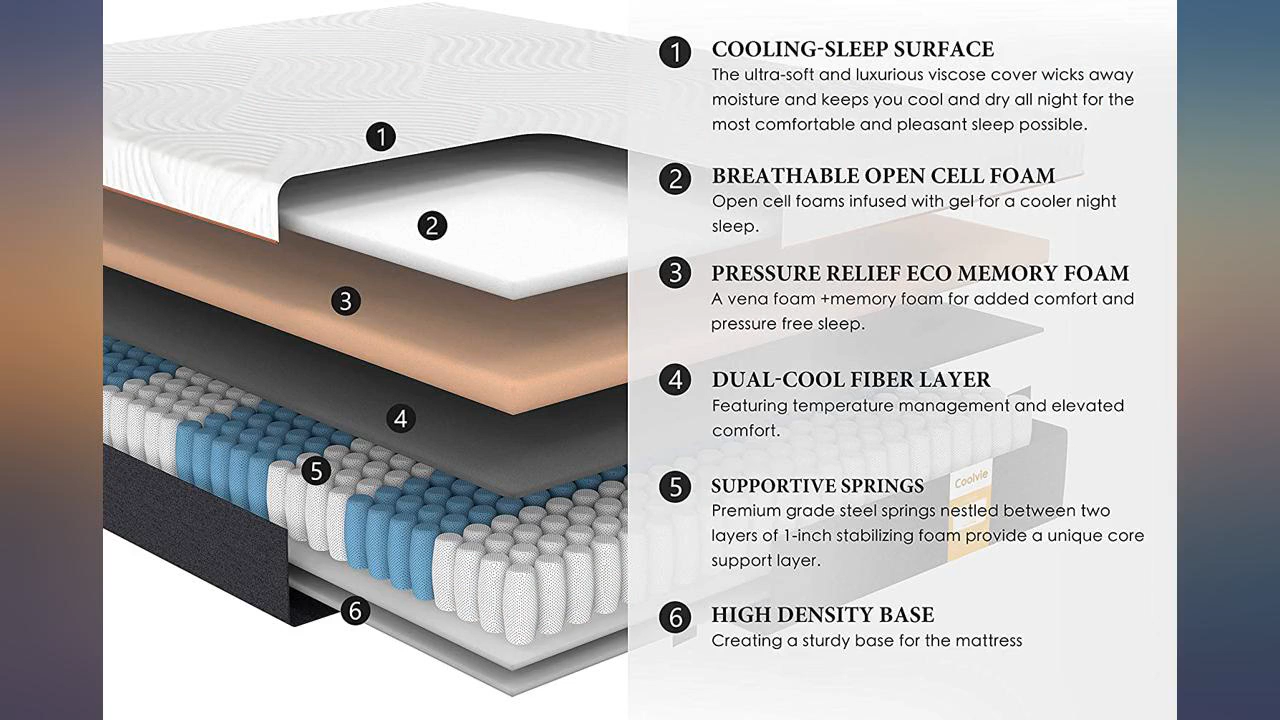 1
COOLING-SLEEP SURFACE
The ultra-soft and luxurious viscose cover wicks away
moisture and keeps you cool and dry all night for the
most comfortable and pleasant sleep possible.
2
BREATHABLE OPEN CELL FOAM
Open cell foams infused with gel for a cooler night
sleep.
3
PRESSURE RELIEF ECO MEMORY FOAM
A vena foam +memory foam for added comfort and
pressure free sleep.
4
DUAL-COOL FIBER LAYER
Featuring temperature management and elevated
comfort.
5
SUPPORTIVE SPRINGS
Premium grade steel springs nestled between two
layers of 1-inch stabilizing foam provide a unique core
support layer.
6
HIGH DENSITY BASE
Creating a sturdy base for the mattress
1
2
3
4
5
6
Coolvie